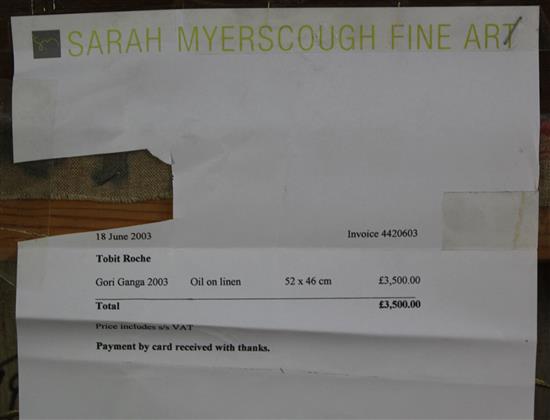 SARAH MYERSCOUGH FINE ART
18 June 2003 Invoice 4420603
Tobit Roche
Gori Ganga 2003 Oil on linen 52 x 46 cm £3,500.00
Total £3,500.00
Price includes s/s VAT
Payment by card received with thanks.